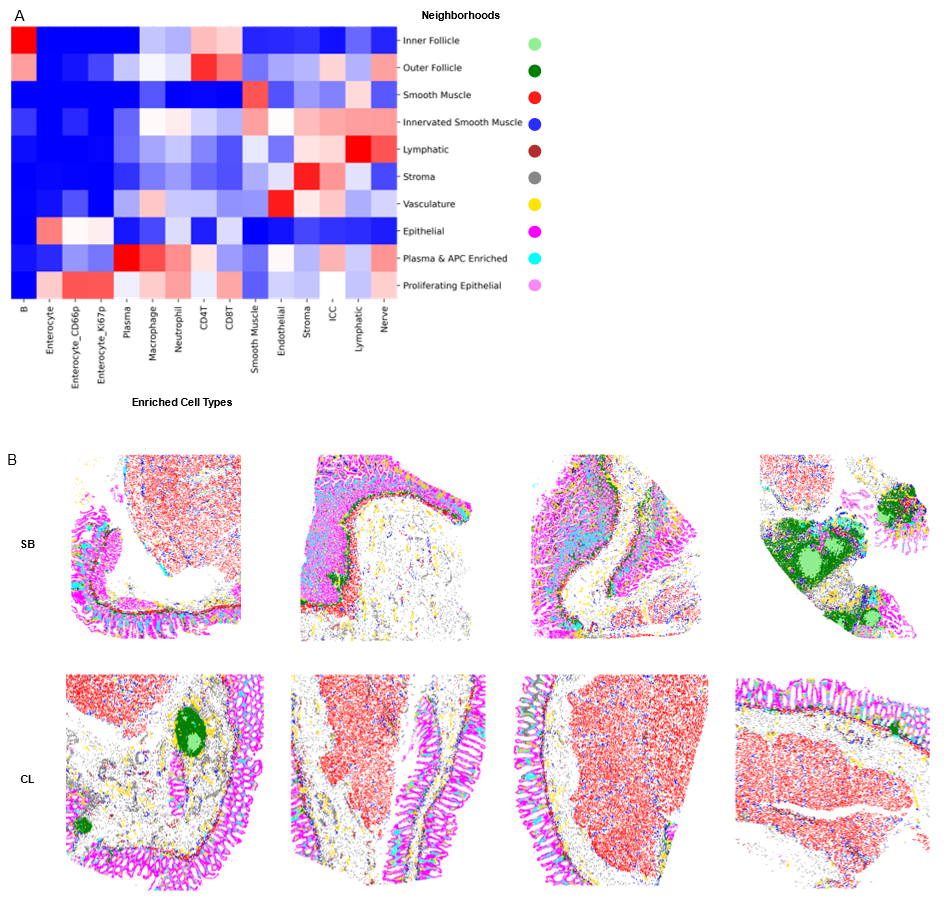 A
Neighborhoods
Inner Follicle
Outer Follicle
Smooth Muscle
Innervated Smooth Muscle
Lymphatic
Stroma
Vasculature
Epithelial
Plasma & APC Enriched
Proliferating Epithelial
B
Enterocyte
Enterocyte_CD66p
Enterocyte_Ki67p
Plasma
Macrophage
Neutrophil
CD4T
CD8T
Smooth Muscle
Endothelial
Stroma
ICC
Lymphatic
Nerve
Enriched Cell Types
B
SB
CL